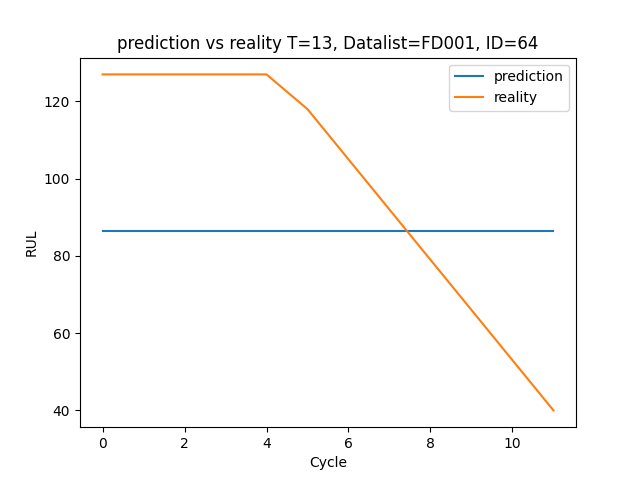 prediction vs reality T=13, Datalist=FD001, ID=64
prediction
reality
RUL
120
100
80
60
40
0 2 4 6 8 10
Cycle